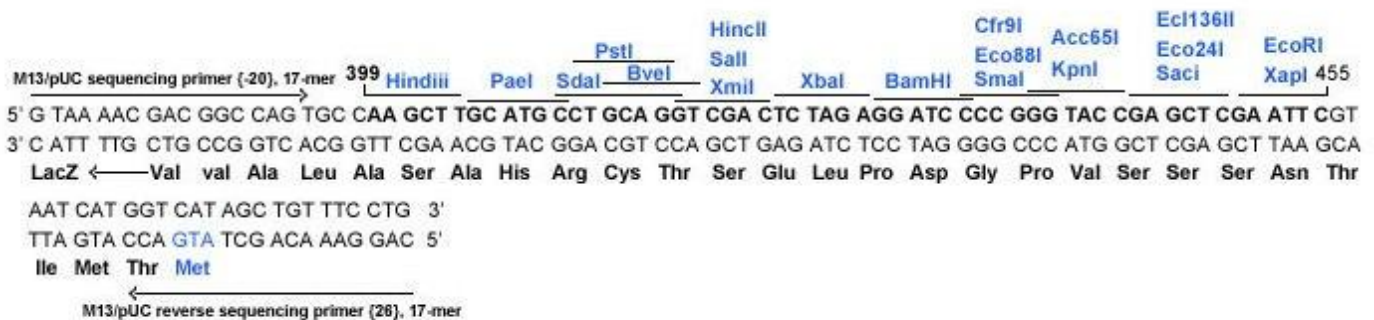 HincII Cfr9I Ecl136II
PstI SalI Eco88I Acc65I Eco24I EcoRI
M13/pUC sequencing primer {-20}, 17-mer 399 Hindiii PaeI SdaI BveI XmiI XbaI BamHI SmaI KpnI Saci XapI 455
5' G TAA AAC GAC GGC CAG TGC CAA GCT TGC ATG CCT GCA GGT CGA CTC TAG AGG ATC CCC GGG TAC CGA GCT CGA ATT CGT
3' C ATT TTG CTG CCG GTC ACG GTT CGA ACG TAC GGA CGT CCA GCT GAG ATC TCC TAG GGG CCC ATG GCT CGA GCT TAA GCA
LacZ Val val Ala Leu Ala Ser Ala His Arg Cys Thr Ser Glu Leu Pro Asp Gly Pro Val Ser Ser Ser Asn Thr
AAT CAT GGT CAT AGC TGT TTC CTG 3'
TTA GTA CCA GTA TCG ACA AAG GAC 5'
Ile Met Thr Met
M13/pUC reverse sequencing primer {26}, 17-mer